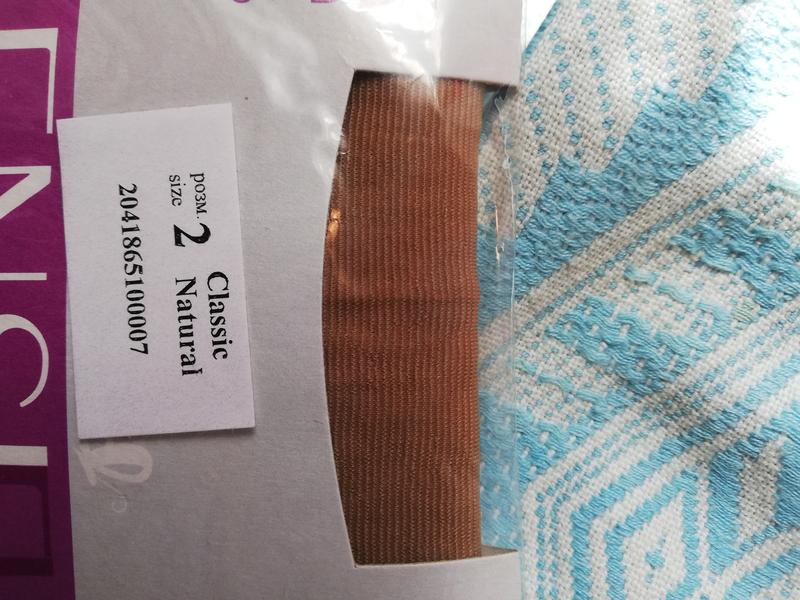 Classic
розм.
size 2 Natural
2041865100007